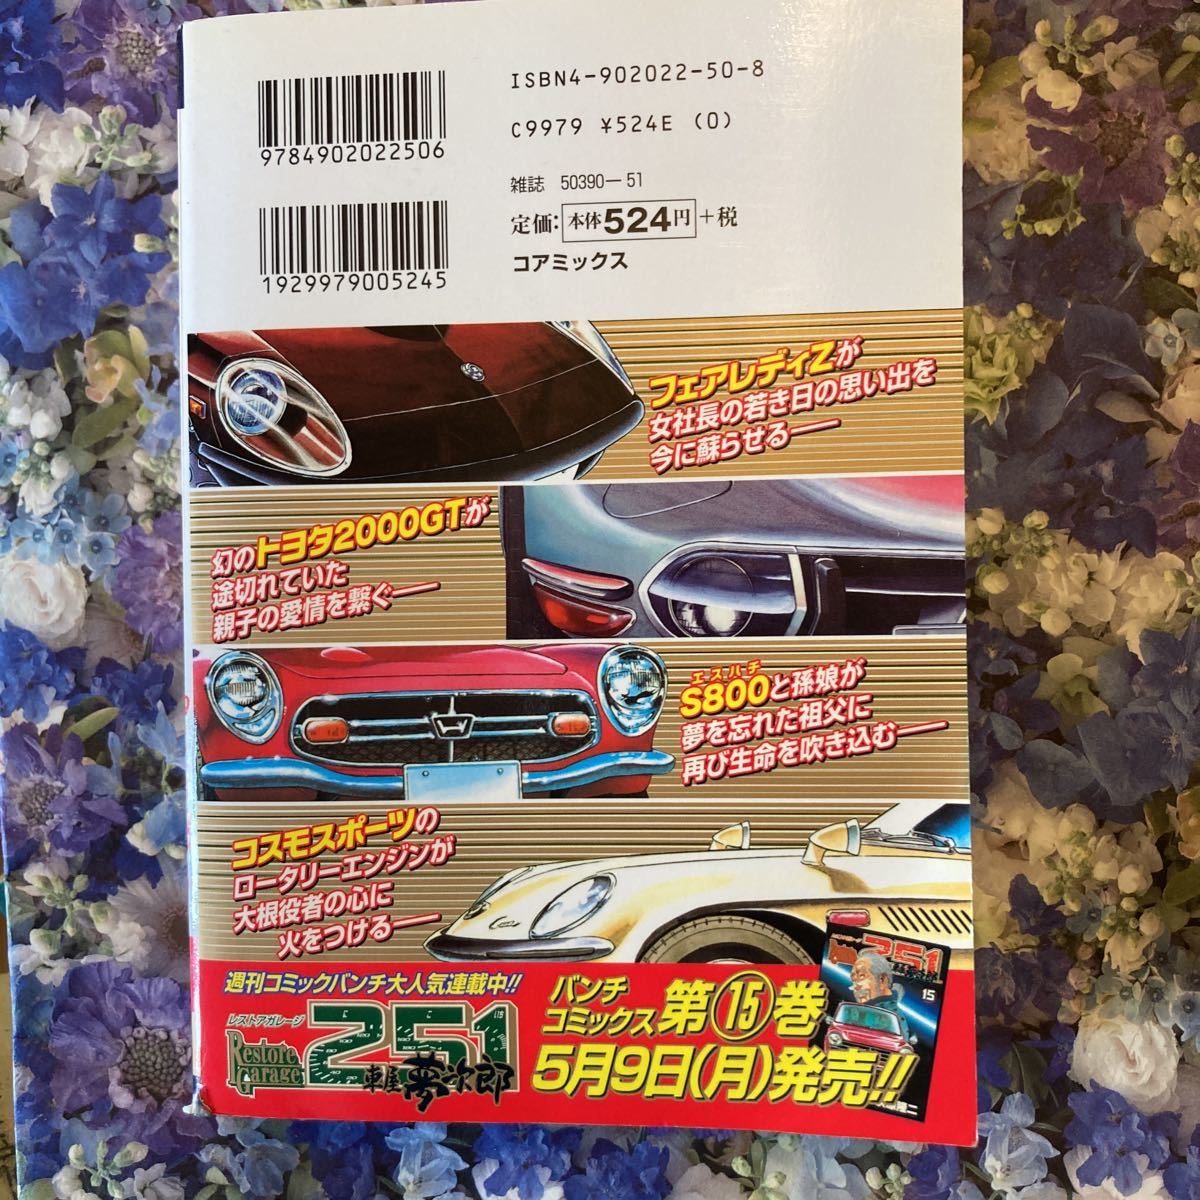 ISBN4-902022-50-8
9784902022506
C9979 ¥524E (0)
雑誌 50390-51
定価:本体524円+税
1929979005245
コアミックス
フェアレディZが
女社長の若き日の思い出を
今に蘇らせる――
幻のトヨタ2000GTが
途切れていた
親子の愛情を繋ぐ――
エス・ハチ
S800と孫娘が
夢を忘れた祖父に
再び生命を吹き込む――
コスモスポーツの
ロータリーエンジンが
大根役者の心に
火をつける――
週刊コミックバンチ大人気連載中!!
レストアガレージ
Restore
Garage
251
車屋夢次郎
バンチ
コミックス第⑮巻
5月9日(月)発売!!
251
15